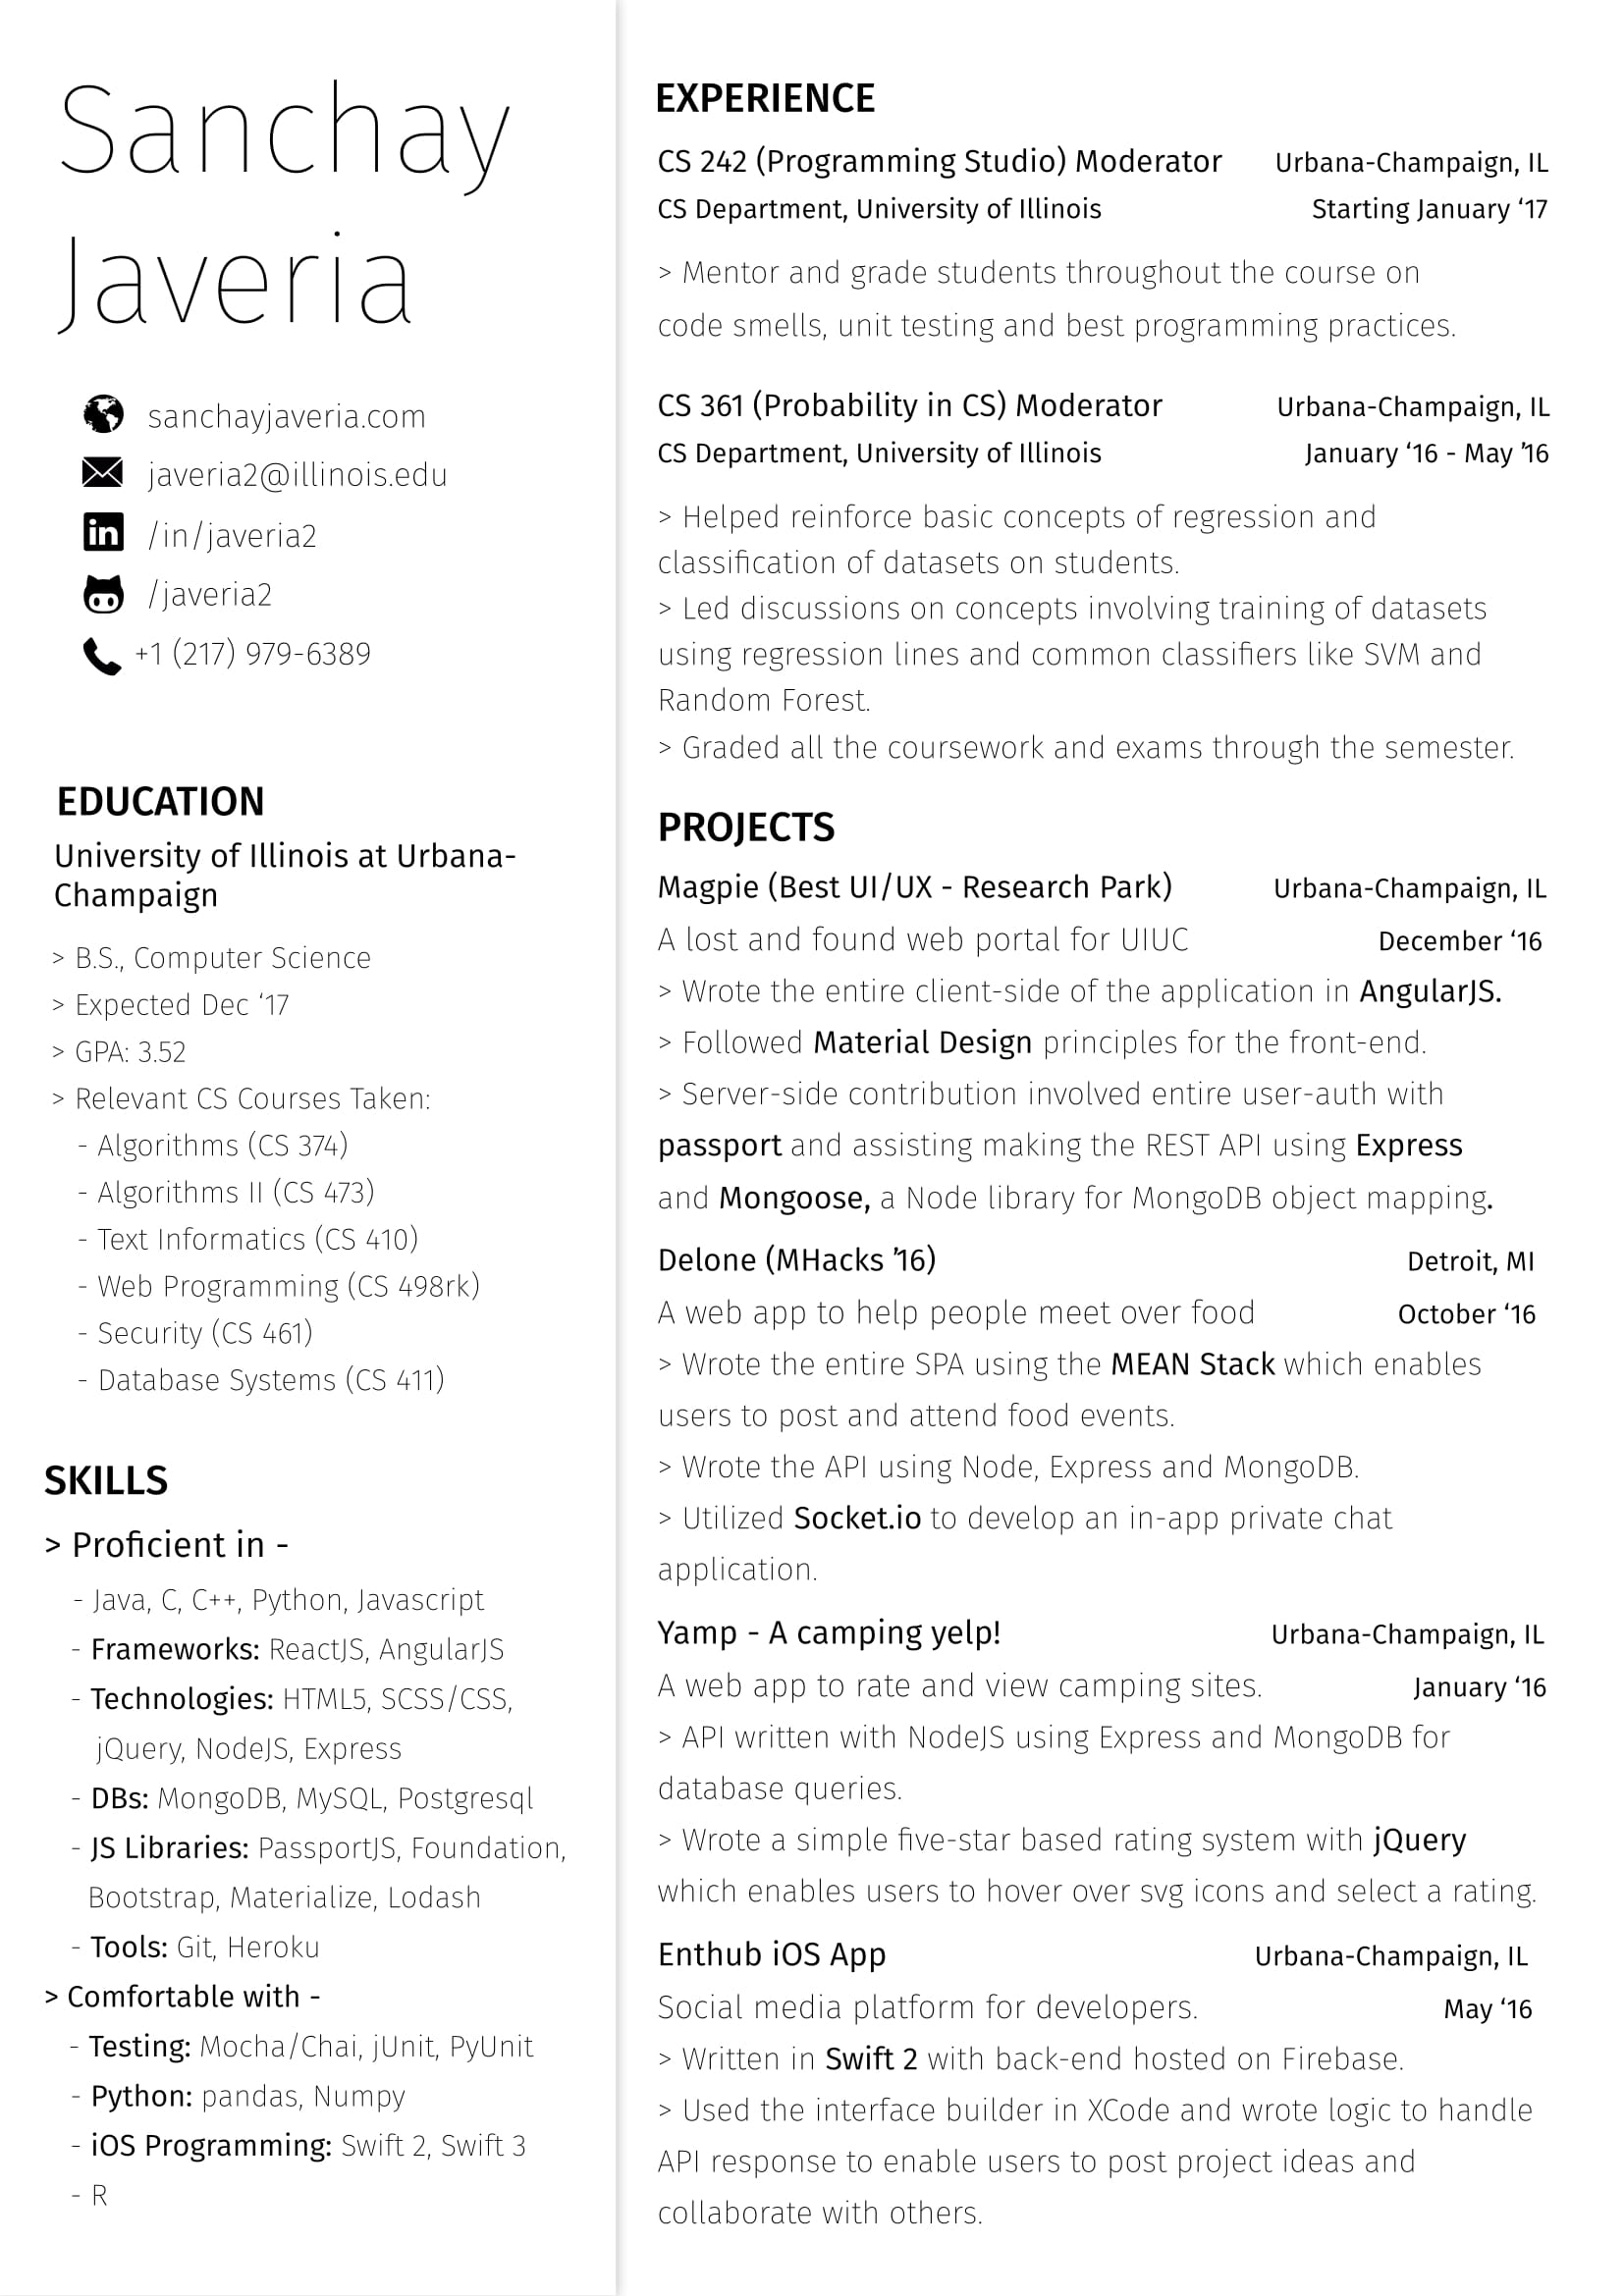 Sanchay
Javeria
sanchayjaveria.com
javeria2@illinois.edu
/in/javeria2
/javeria2
+1 (217) 979-6389
EDUCATION
University of Illinois at Urbana-
Champaign
> B.S., Computer Science
> Expected Dec ‘17
> GPA: 3.52
> Relevant CS Courses Taken:
- Algorithms (CS 374)
- Algorithms II (CS 473)
- Text Informatics (CS 410)
- Web Programming (CS 498rk)
- Security (CS 461)
- Database Systems (CS 411)
SKILLS
> Proficient in -
- Java, C, C++, Python, Javascript
- Frameworks: ReactJS, AngularJS
- Technologies: HTML5, SCSS/CSS,
jQuery, NodeJS, Express
- DBs: MongoDB, MySQL, Postgresql
- JS Libraries: PassportJS, Foundation,
Bootstrap, Materialize, Lodash
- Tools: Git, Heroku
> Comfortable with -
- Testing: Mocha/Chai, jUnit, PyUnit
- Python: pandas, Numpy
- iOS Programming: Swift 2, Swift 3
- R
EXPERIENCE
CS 242 (Programming Studio) Moderator Urbana-Champaign, IL
CS Department, University of Illinois Starting January ‘17
> Mentor and grade students throughout the course on
code smells, unit testing and best programming practices.
CS 361 (Probability in CS) Moderator Urbana-Champaign, IL
CS Department, University of Illinois January ‘16 - May ’16
> Helped reinforce basic concepts of regression and
classification of datasets on students.
> Led discussions on concepts involving training of datasets
using regression lines and common classifiers like SVM and
Random Forest.
> Graded all the coursework and exams through the semester.
PROJECTS
Magpie (Best UI/UX - Research Park) Urbana-Champaign, IL
A lost and found web portal for UIUC December ‘16
> Wrote the entire client-side of the application in AngularJS.
> Followed Material Design principles for the front-end.
> Server-side contribution involved entire user-auth with
passport and assisting making the REST API using Express
and Mongoose, a Node library for MongoDB object mapping.
Delone (MHacks ’16) Detroit, MI
A web app to help people meet over food October ‘16
> Wrote the entire SPA using the MEAN Stack which enables
users to post and attend food events.
> Wrote the API using Node, Express and MongoDB.
> Utilized Socket.io to develop an in-app private chat
application.
Yamp - A camping yelp! Urbana-Champaign, IL
A web app to rate and view camping sites. January ‘16
> API written with NodeJS using Express and MongoDB for
database queries.
> Wrote a simple five-star based rating system with jQuery
which enables users to hover over svg icons and select a rating.
Enthub iOS App Urbana-Champaign, IL
Social media platform for developers. May ‘16
> Written in Swift 2 with back-end hosted on Firebase.
> Used the interface builder in XCode and wrote logic to handle
API response to enable users to post project ideas and
collaborate with others.